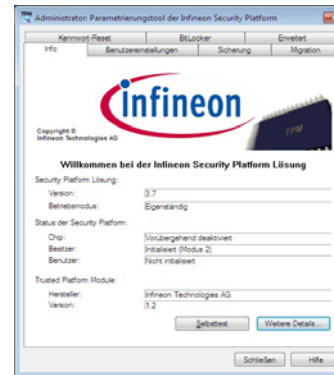 Administrator: Parametrierungstool der Infineon Security Platform
Kennwort-Reset BitLocker Erweitert
Info Benutzereinstellungen Sicherung Migration
infineon
TPM
Copyright ©
Infineon Technologies AG
Willkommen bei der Infineon Security Platform Lösung
Security Platform Lösung:
Version: 3.7
Betriebsmodus: Eigenständig
Status der Security Platform:
Chip: Vorübergehend deaktiviert
Besitzer: Initialisiert (Modus 2)
Benutzer: Nicht initialisiert
Trusted Platform Module:
Hersteller: Infineon Technologies AG
Version: 1.2
Selbsttest Weitere Details...
Schließen Hilfe